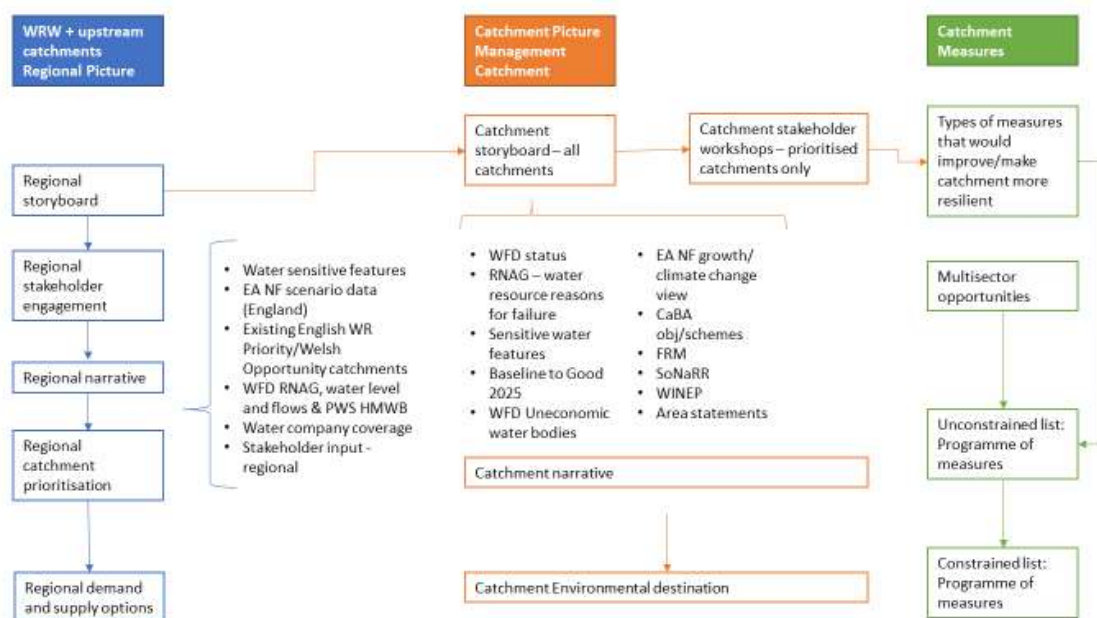 WRW + upstream
catchments
Regional Picture
Catchment Picture
Management
Catchment
Catchment
Measures
Regional
storyboard
Regional
stakeholder
engagement
Regional narrative
Regional
catchment
prioritisation
Regional demand
and supply options
• Water sensitive features
• EA NF scenario data
(England)
• Existing English WR
Priority/Welsh
Opportunity catchments
• WFD RNAG, water level
and flows & PWS HMWB
• Water company coverage
• Stakeholder input -
regional
Catchment
storyboard – all
catchments
Catchment stakeholder
workshops – prioritised
catchments only
• WFD status
• RNAG – water
resource reasons
for failure
• Sensitive water
features
• Baseline to Good
2025
• WFD Uneconomic
water bodies
• EA NF growth/
climate change
view
• CaBA
obj/schemes
• FRM
• SoNaRR
• WINEP
• Area statements
Catchment narrative
Catchment Environmental destination
Types of measures
that would
improve/make
catchment more
resilient
Multisector
opportunities
Unconstrained list:
Programme of
measures
Constrained list:
Programme of
measures